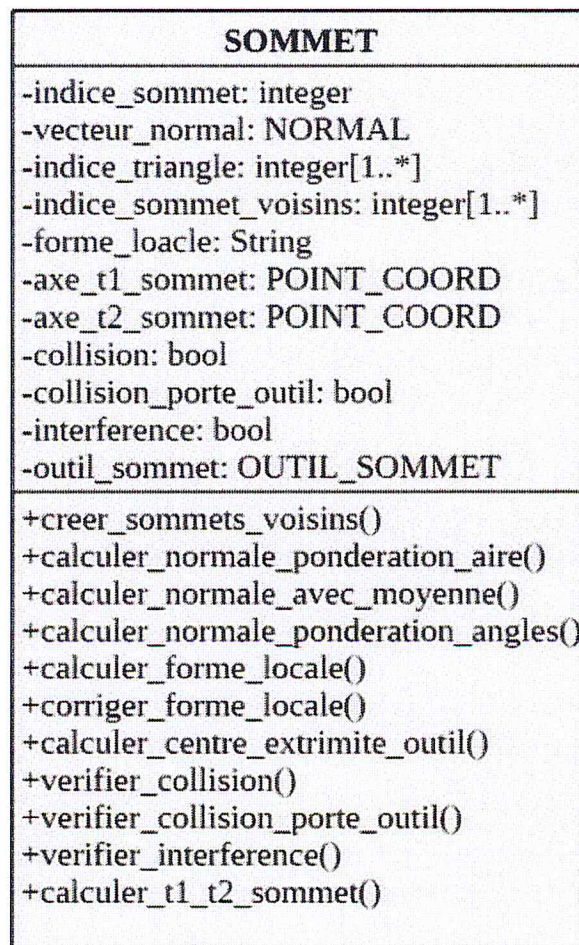 SOMMET
-indice_sommet: integer
-vecteur_normal: NORMAL
-indice_triangle: integer[1..*]
-indice_sommet_voisins: integer[1..*]
-forme_loacle: String
-axe_t1_sommet: POINT_COORD
-axe_t2_sommet: POINT_COORD
-collision: bool
-collision_porte_outil: bool
-interference: bool
-outil_sommet: OUTIL_SOMMET
+creer_sommets_voisins()
+calculer_normale_ponderation_aire()
+calculer_normale_avec_moyenne()
+calculer_normale_ponderation_angles()
+calculer_forme_locale()
+corriger_forme_locale()
+calculer_centre_extrimite_outil()
+verifier_collision()
+verifier_collision_porte_outil()
+verifier_interference()
+calculer_t1_t2_sommet()